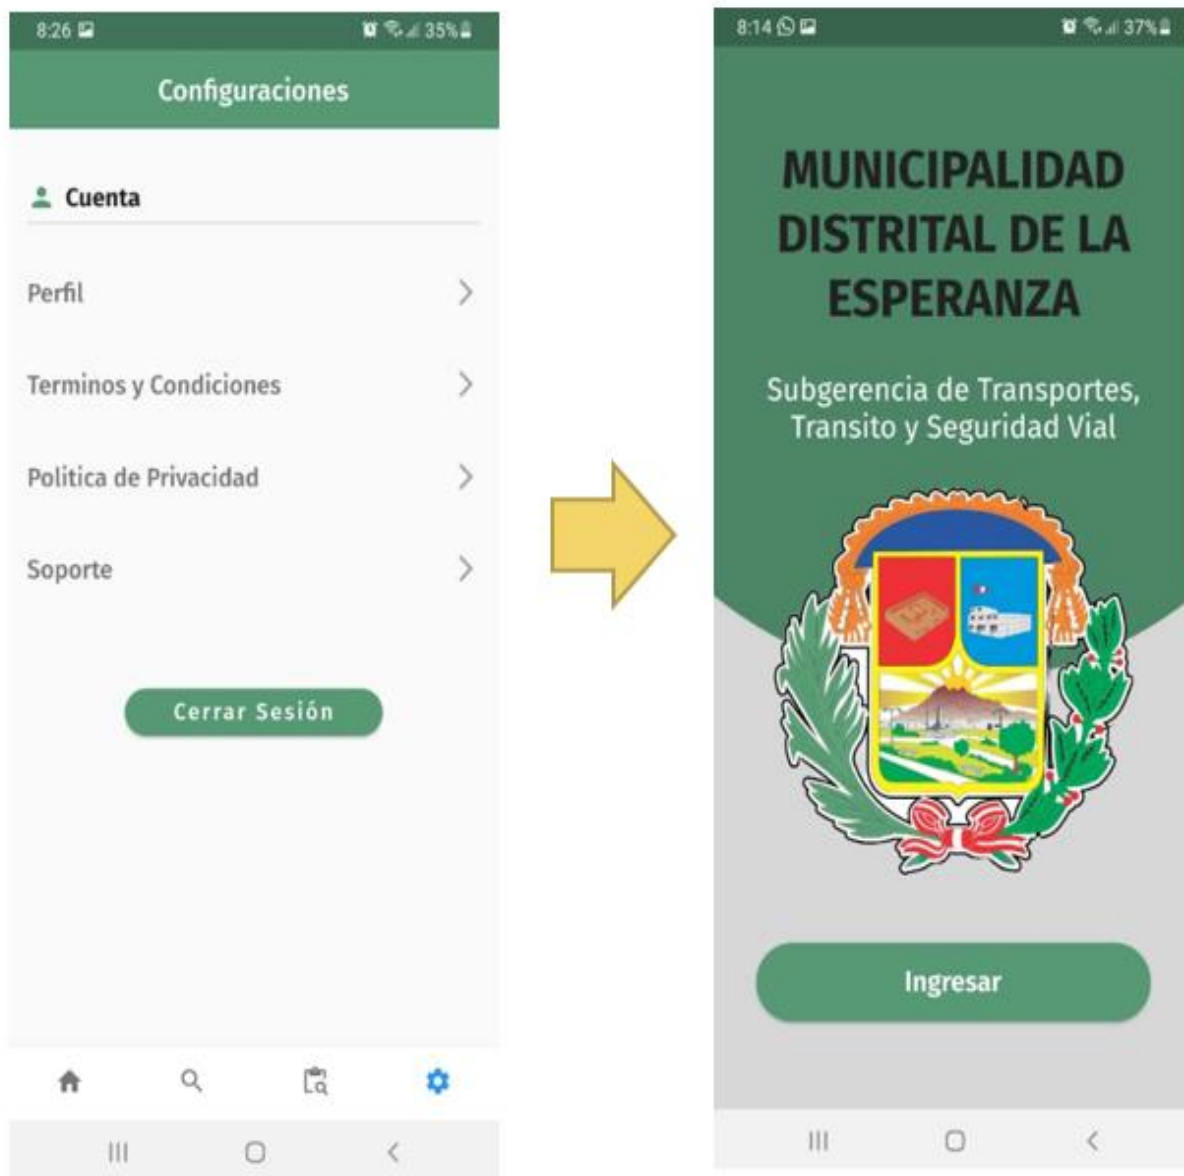 8:26
35%
Configuraciones
Cuenta
Perfil
Terminos y Condiciones
Politica de Privacidad
Soporte
Cerrar Sesión
8:14
37%
MUNICIPALIDAD
DISTRITAL DE LA
ESPERANZA
Subgerencia de Transportes,
Transito y Seguridad Vial
Ingresar